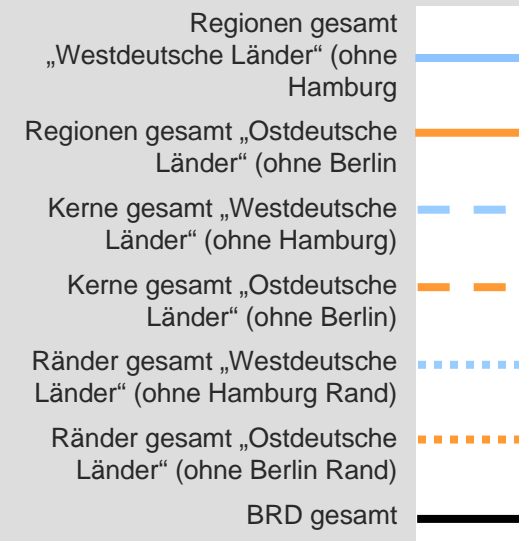 Regionen gesamt
„Westdeutsche Länder“ (ohne
Hamburg
Regionen gesamt „Ostdeutsche
Länder“ (ohne Berlin
Kerne gesamt „Westdeutsche
Länder“ (ohne Hamburg)
Kerne gesamt „Ostdeutsche
Länder“ (ohne Berlin)
Ränder gesamt „Westdeutsche
Länder“ (ohne Hamburg Rand)
Ränder gesamt „Ostdeutsche
Länder“ (ohne Berlin Rand)
BRD gesamt